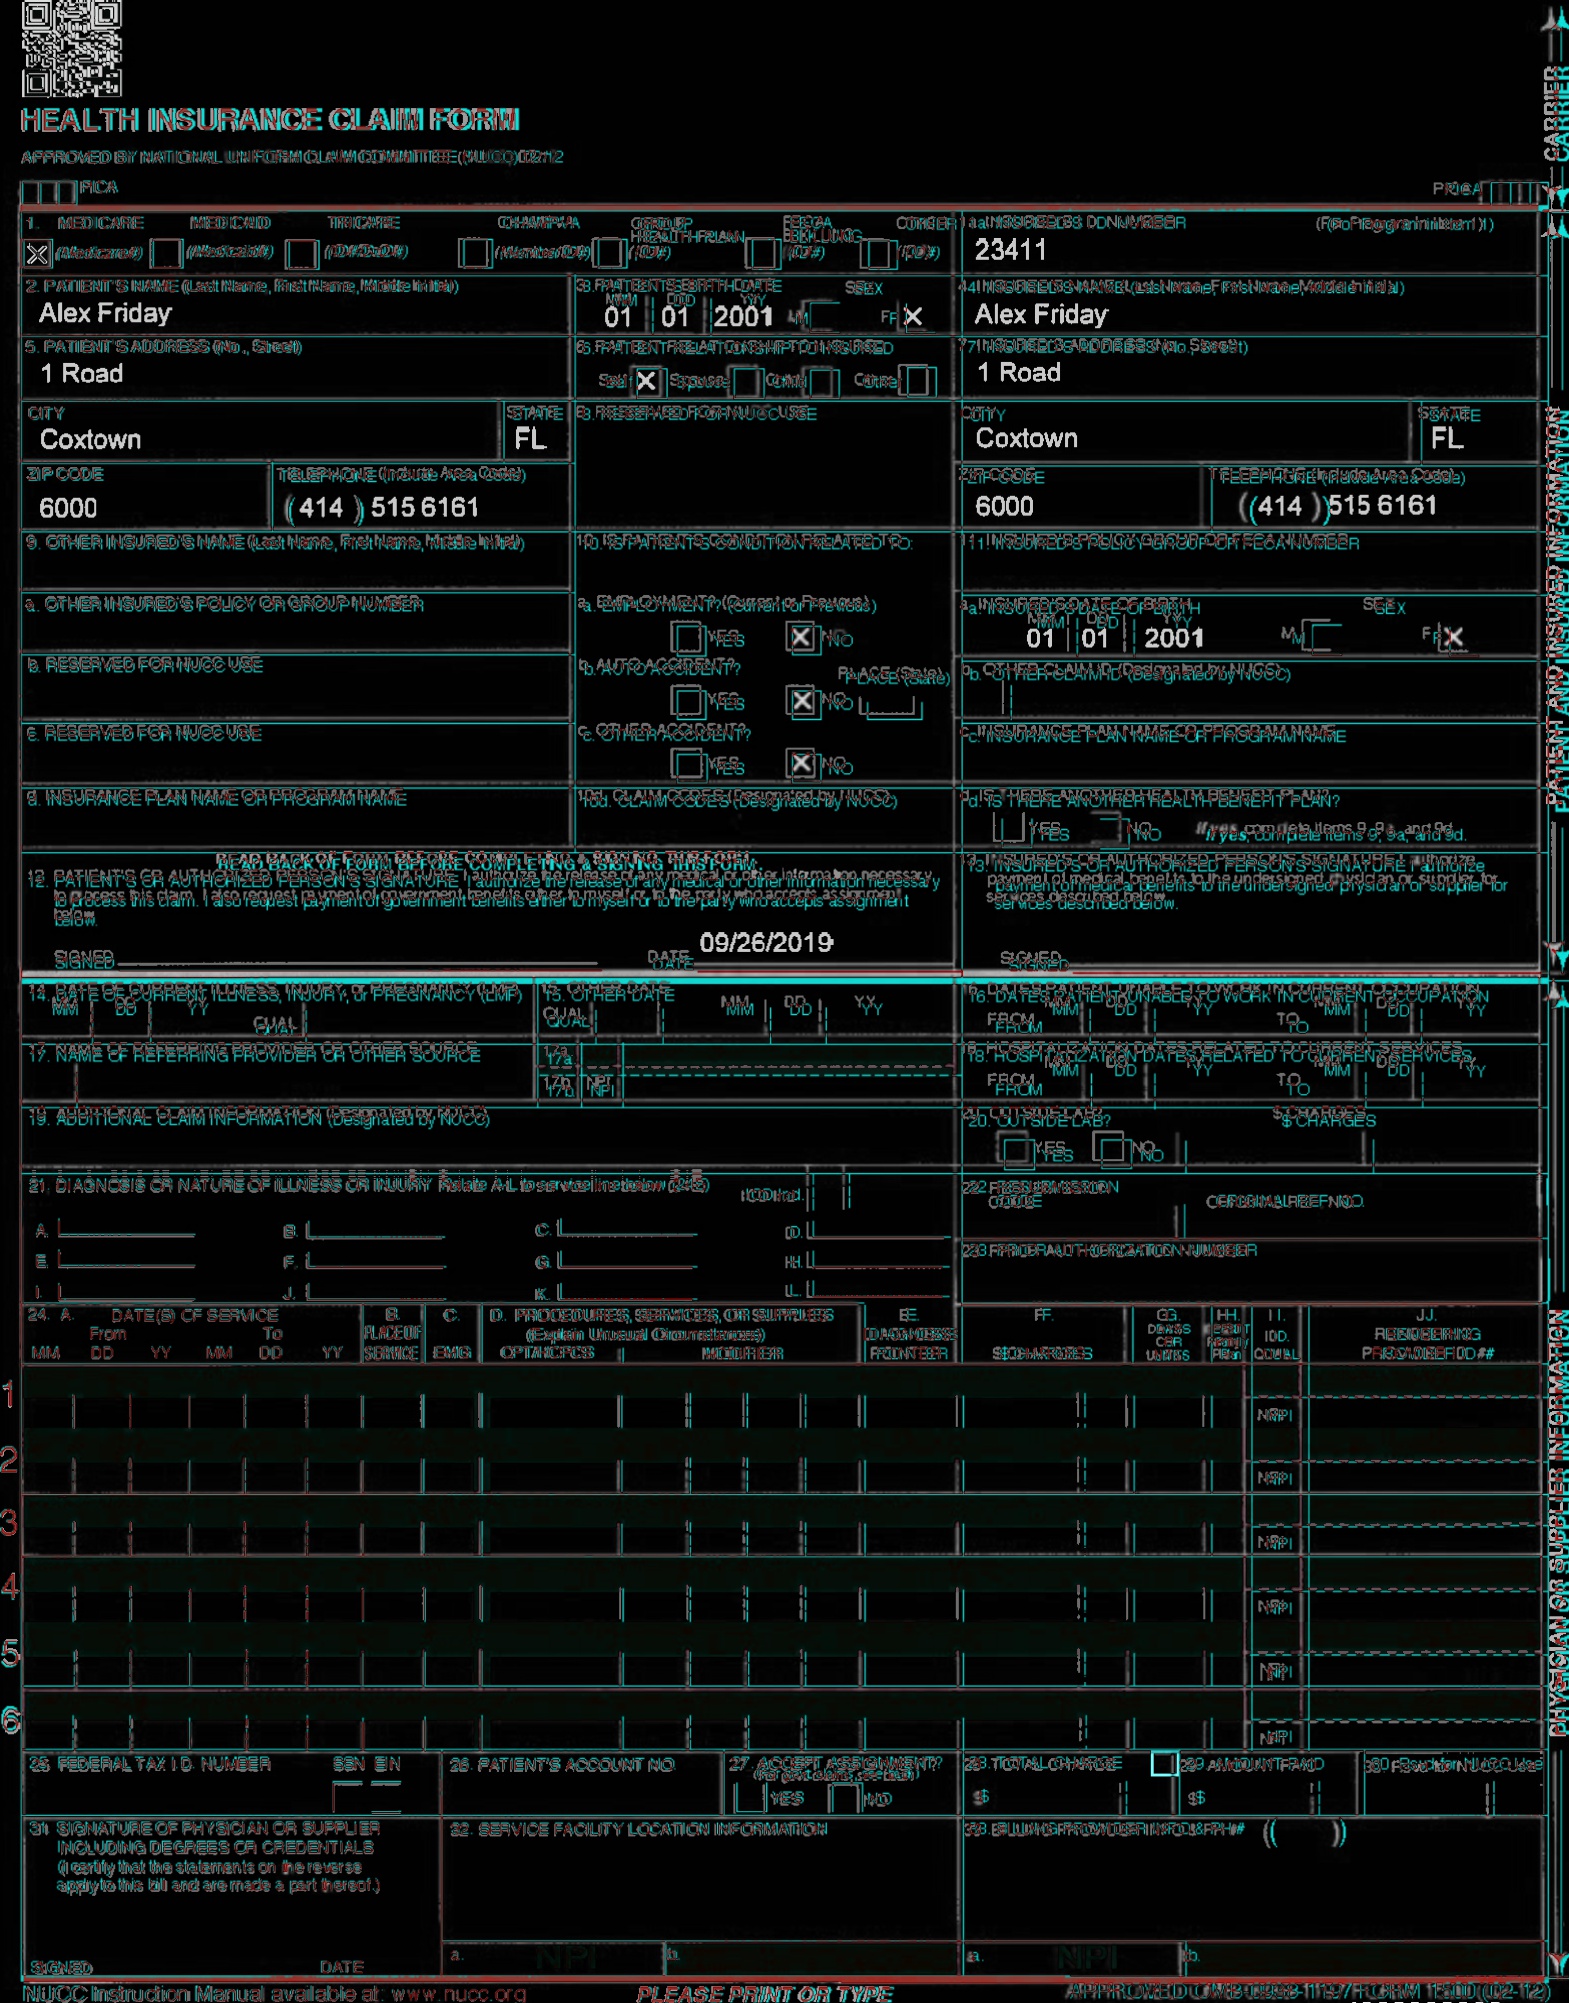 HEALTH INSURANCE CLAIM FORM
APPROVED BY NATIONAL UNIFORM CLAIM COMMITTEE (NUCC) 02/12
PICA
PICA
CARRIER
1. MEDICARE MEDICAID TRICARE CHAMPVA GROUP HEALTH PLAN FECA BLKLUNG OTHER
1a. INSURED'S I.D. NUMBER (For Program in Item 1)
X (Medicare#) (Medicaid#) (ID#/DoD#) (Member ID#) (ID#) (ID#) (ID#)
23411
2. PATIENT'S NAME (Last Name, First Name, Middle Initial)
Alex Friday
3. PATIENT'S BIRTH DATE SEX
MM DD YY
01 01 2001 M F X
4. INSURED'S NAME (Last Name, First Name, Middle Initial)
Alex Friday
5. PATIENT'S ADDRESS (No., Street)
1 Road
6. PATIENT RELATIONSHIP TO INSURED
Self X Spouse Child Other
7. INSURED'S ADDRESS (No., Street)
1 Road
CITY STATE
Coxtown FL
8. RESERVED FOR NUCC USE
CITY STATE
Coxtown FL
ZIP CODE TELEPHONE (Include Area Code)
6000 (414) 515 6161
ZIP CODE TELEPHONE (Include Area Code)
6000 (414) 515 6161
9. OTHER INSURED'S NAME (Last Name, First Name, Middle Initial)
10. IS PATIENT'S CONDITION RELATED TO:
11. INSURED'S POLICY GROUP OR FECA NUMBER
a. OTHER INSURED'S POLICY OR GROUP NUMBER
a. EMPLOYMENT? (Current or Previous)
YES X NO
a. INSURED'S DATE OF BIRTH SEX
MM DD YY
01 01 2001 M F X
b. RESERVED FOR NUCC USE
b. AUTO ACCIDENT? PLACE (State)
YES X NO
b. OTHER CLAIM ID (Designated by NUCC)
c. RESERVED FOR NUCC USE
c. OTHER ACCIDENT?
YES X NO
c. INSURANCE PLAN NAME OR PROGRAM NAME
d. INSURANCE PLAN NAME OR PROGRAM NAME
10d. CLAIM CODES (Designated by NUCC)
d. IS THERE ANOTHER HEALTH BENEFIT PLAN?
YES NO If yes, complete items 9, 9a, and 9d.
PATIENT AND INSURED INFORMATION
READ BACK OF FORM BEFORE COMPLETING & SIGNING THIS FORM.
12. PATIENT'S OR AUTHORIZED PERSON'S SIGNATURE I authorize the release of any medical or other information necessary
to process this claim. I also request payment of government benefits either to myself or to the party who accepts assignment
below.
SIGNED DATE 09/26/2019
13. INSURED'S OR AUTHORIZED PERSON'S SIGNATURE I authorize
payment of medical benefits to the undersigned physician or supplier for
services described below.
SIGNED
14. DATE OF CURRENT ILLNESS, INJURY, or PREGNANCY (LMP)
MM DD YY QUAL.
15. OTHER DATE
QUAL. MM DD YY
16. DATES PATIENT UNABLE TO WORK IN CURRENT OCCUPATION
MM DD YY MM DD YY
FROM TO
17. NAME OF REFERRING PROVIDER OR OTHER SOURCE
17a.
17b. NPI
18. HOSPITALIZATION DATES RELATED TO CURRENT SERVICES
MM DD YY MM DD YY
FROM TO
19. ADDITIONAL CLAIM INFORMATION (Designated by NUCC)
20. OUTSIDE LAB? $ CHARGES
YES NO
21. DIAGNOSIS OR NATURE OF ILLNESS OR INJURY Relate A-L to service line below (24E)
ICD Ind.
A. B. C. D.
E. F. G. H.
I. J. K. L.
22. RESUBMISSION CODE ORIGINAL REF. NO.
23. PRIOR AUTHORIZATION NUMBER
24. A. DATE(S) OF SERVICE B. C. D. PROCEDURES, SERVICES, OR SUPPLIES E. F. G. H. I. J.
From To PLACE OF (Explain Unusual Circumstances) DIAGNOSIS DAYS OR EPSDT Family ID. RENDERING
MM DD YY MM DD YY SERVICE EMG CPT/HCPCS MODIFIER POINTER $ CHARGES UNITS Plan QUAL. PROVIDER ID. #
1 NPI
2 NPI
3 NPI
4 NPI
5 NPI
6 NPI
PHYSICIAN OR SUPPLIER INFORMATION
25. FEDERAL TAX I.D. NUMBER SSN EIN
26. PATIENT'S ACCOUNT NO.
27. ACCEPT ASSIGNMENT?
(For govt. claims, see back)
YES NO
28. TOTAL CHARGE
$
29. AMOUNT PAID
$
30. Rsvd for NUCC Use
31. SIGNATURE OF PHYSICIAN OR SUPPLIER
INCLUDING DEGREES OR CREDENTIALS
(I certify that the statements on the reverse
apply to this bill and are made a part thereof.)
SIGNED DATE
32. SERVICE FACILITY LOCATION INFORMATION
a. NPI b.
33. BILLING PROVIDER INFO & PH # ( )
a. NPI b.
NUCC Instruction Manual available at: www.nucc.org
PLEASE PRINT OR TYPE
APPROVED OMB-0938-1197 FORM 1500 (02-12)